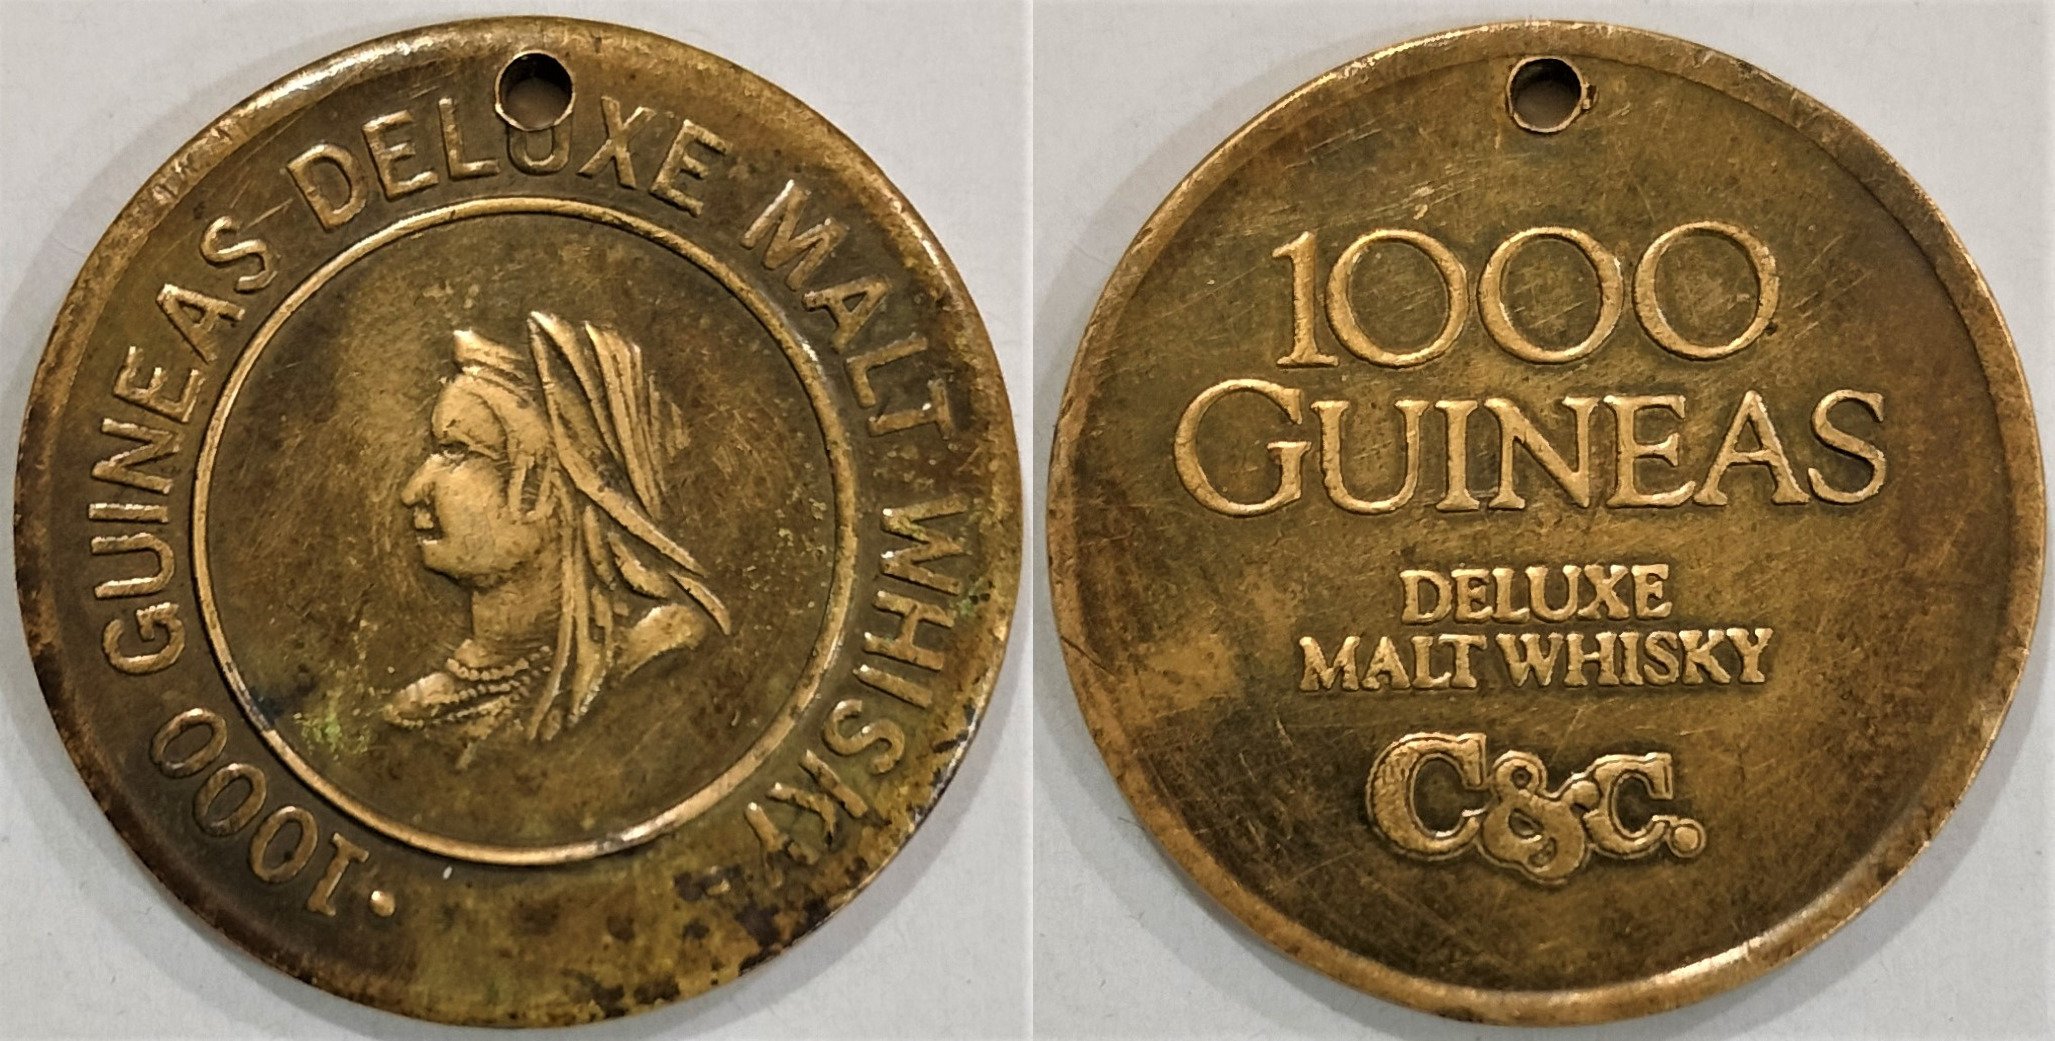 ·1000 GUINEAS DELUXE MALT WHISKY·
1000
GUINEAS
DELUXE
MALT WHISKY
C&C.